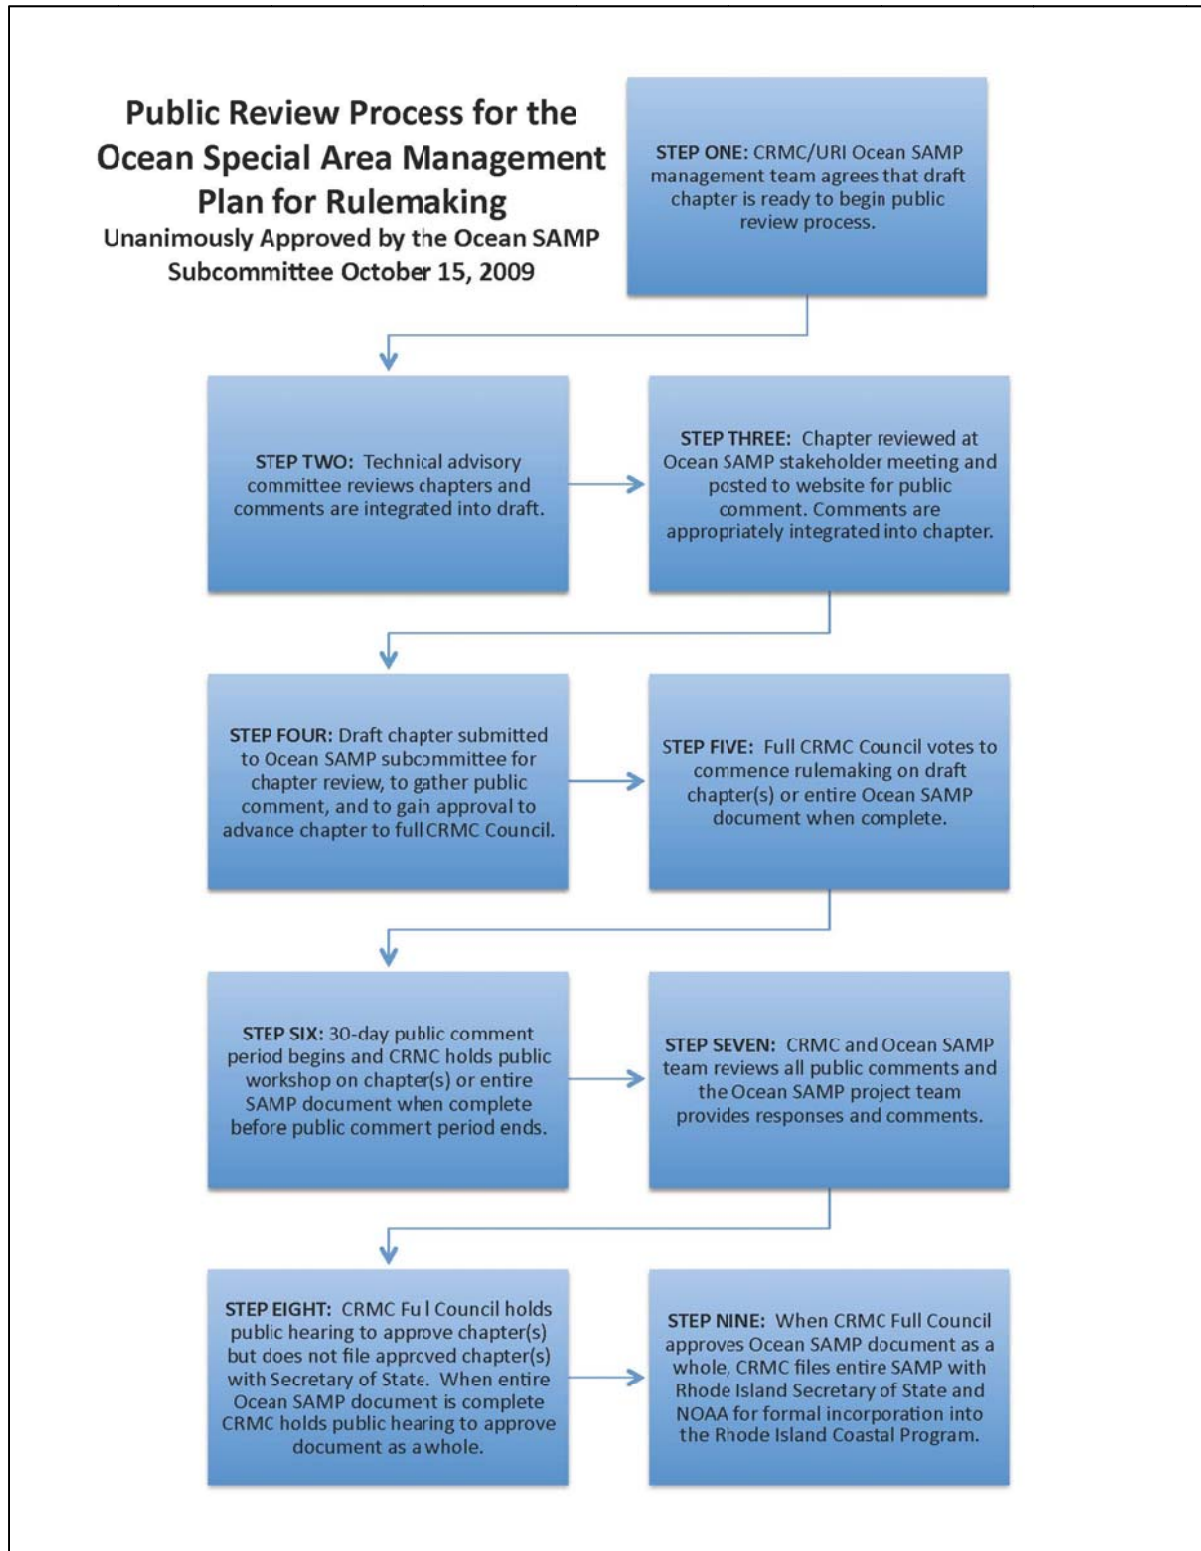 Public Review Process for the
Ocean Special Area Management
Plan for Rulemaking
Unanimously Approved by the Ocean SAMP
Subcommittee October 15, 2009
STEP ONE: CRMC/URI Ocean SAMP
management team agrees that draft
chapter is ready to begin public
review process.
STEP TWO: Technical advisory
committee reviews chapters and
comments are integrated into draft.
STEP THREE: Chapter reviewed at
Ocean SAMP stakeholder meeting and
posted to website for public
comment. Comments are
appropriately integrated into chapter.
STEP FOUR: Draft chapter submitted
to Ocean SAMP subcommittee for
chapter review, to gather public
comment, and to gain approval to
advance chapter to full CRMC Council.
STEP FIVE: Full CRMC Council votes to
commence rulemaking on draft
chapter(s) or entire Ocean SAMP
document when complete.
STEP SIX: 30-day public comment
period begins and CRMC holds public
workshop on chapter(s) or entire
SAMP document when complete
before public comment period ends.
STEP SEVEN: CRMC and Ocean SAMP
team reviews all public comments and
the Ocean SAMP project team
provides responses and comments.
STEP EIGHT: CRMC Full Council holds
public hearing to approve chapter(s)
but does not file approved chapter(s)
with Secretary of State. When entire
Ocean SAMP document is complete
CRMC holds public hearing to approve
document as a whole.
STEP NINE: When CRMC Full Council
approves Ocean SAMP document as a
whole, CRMC files entire SAMP with
Rhode Island Secretary of State and
NOAA for formal incorporation into
the Rhode Island Coastal Program.